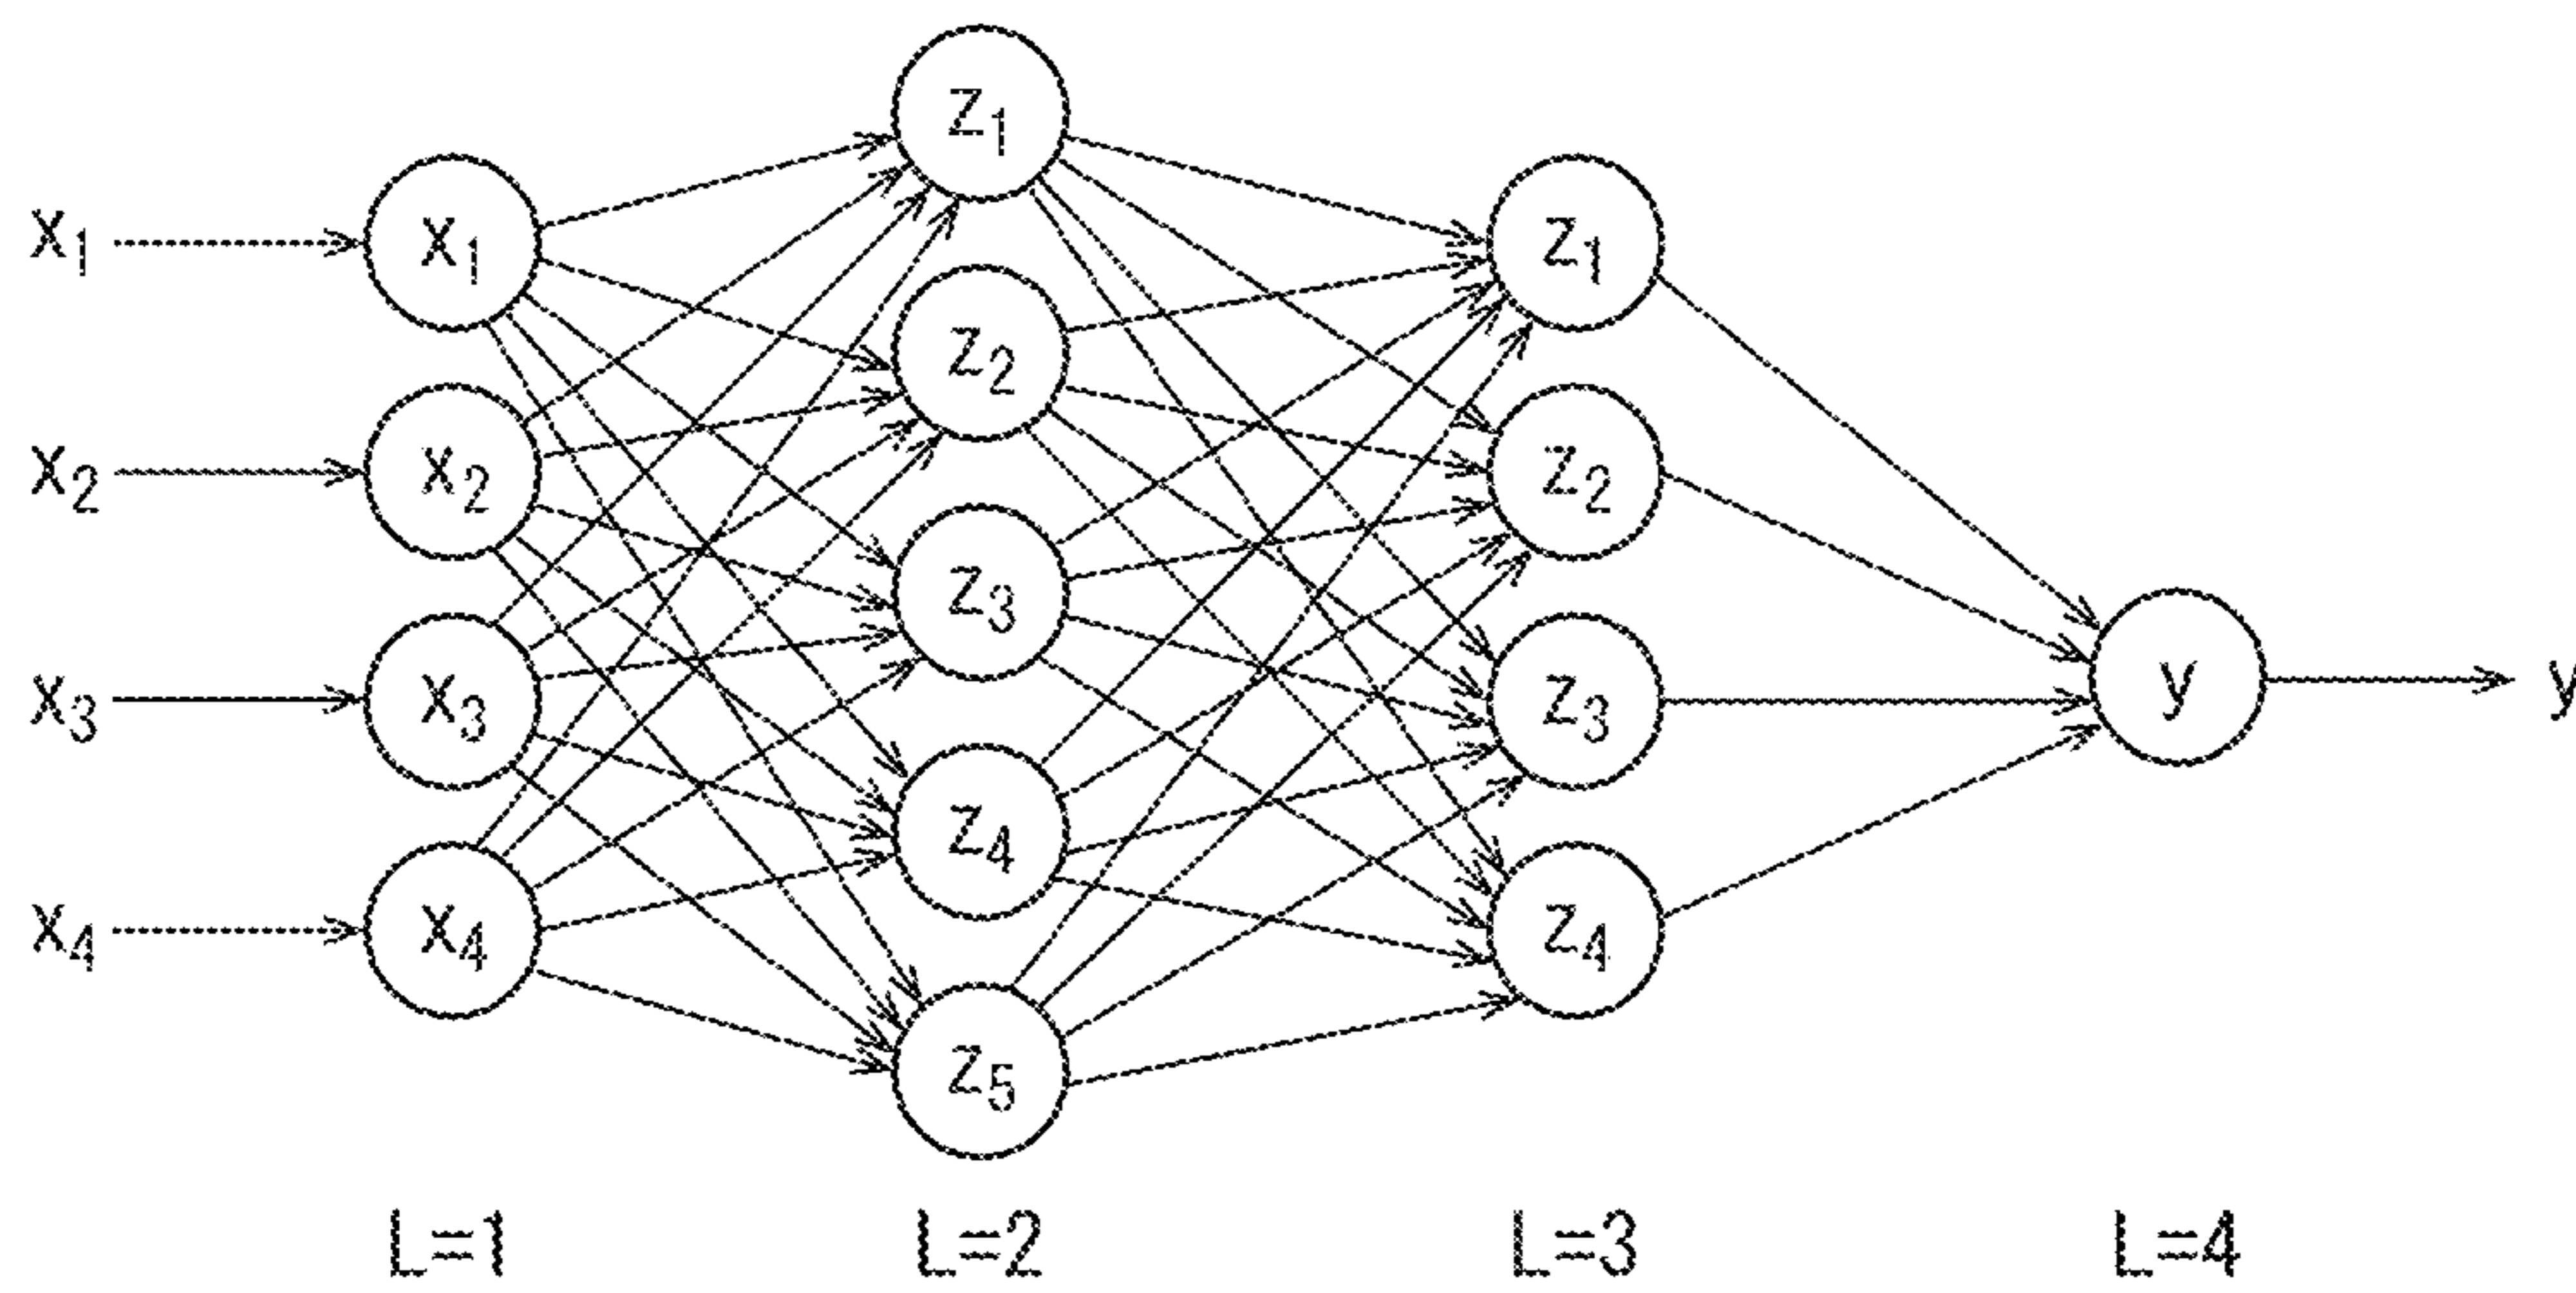 x₁
x₂
x₃
x₄
x₁
x₂
x₃
x₄
z₁
z₂
z₃
z₄
z₅
z₁
z₂
z₃
z₄
y
y
L=1 L=2 L=3 L=4